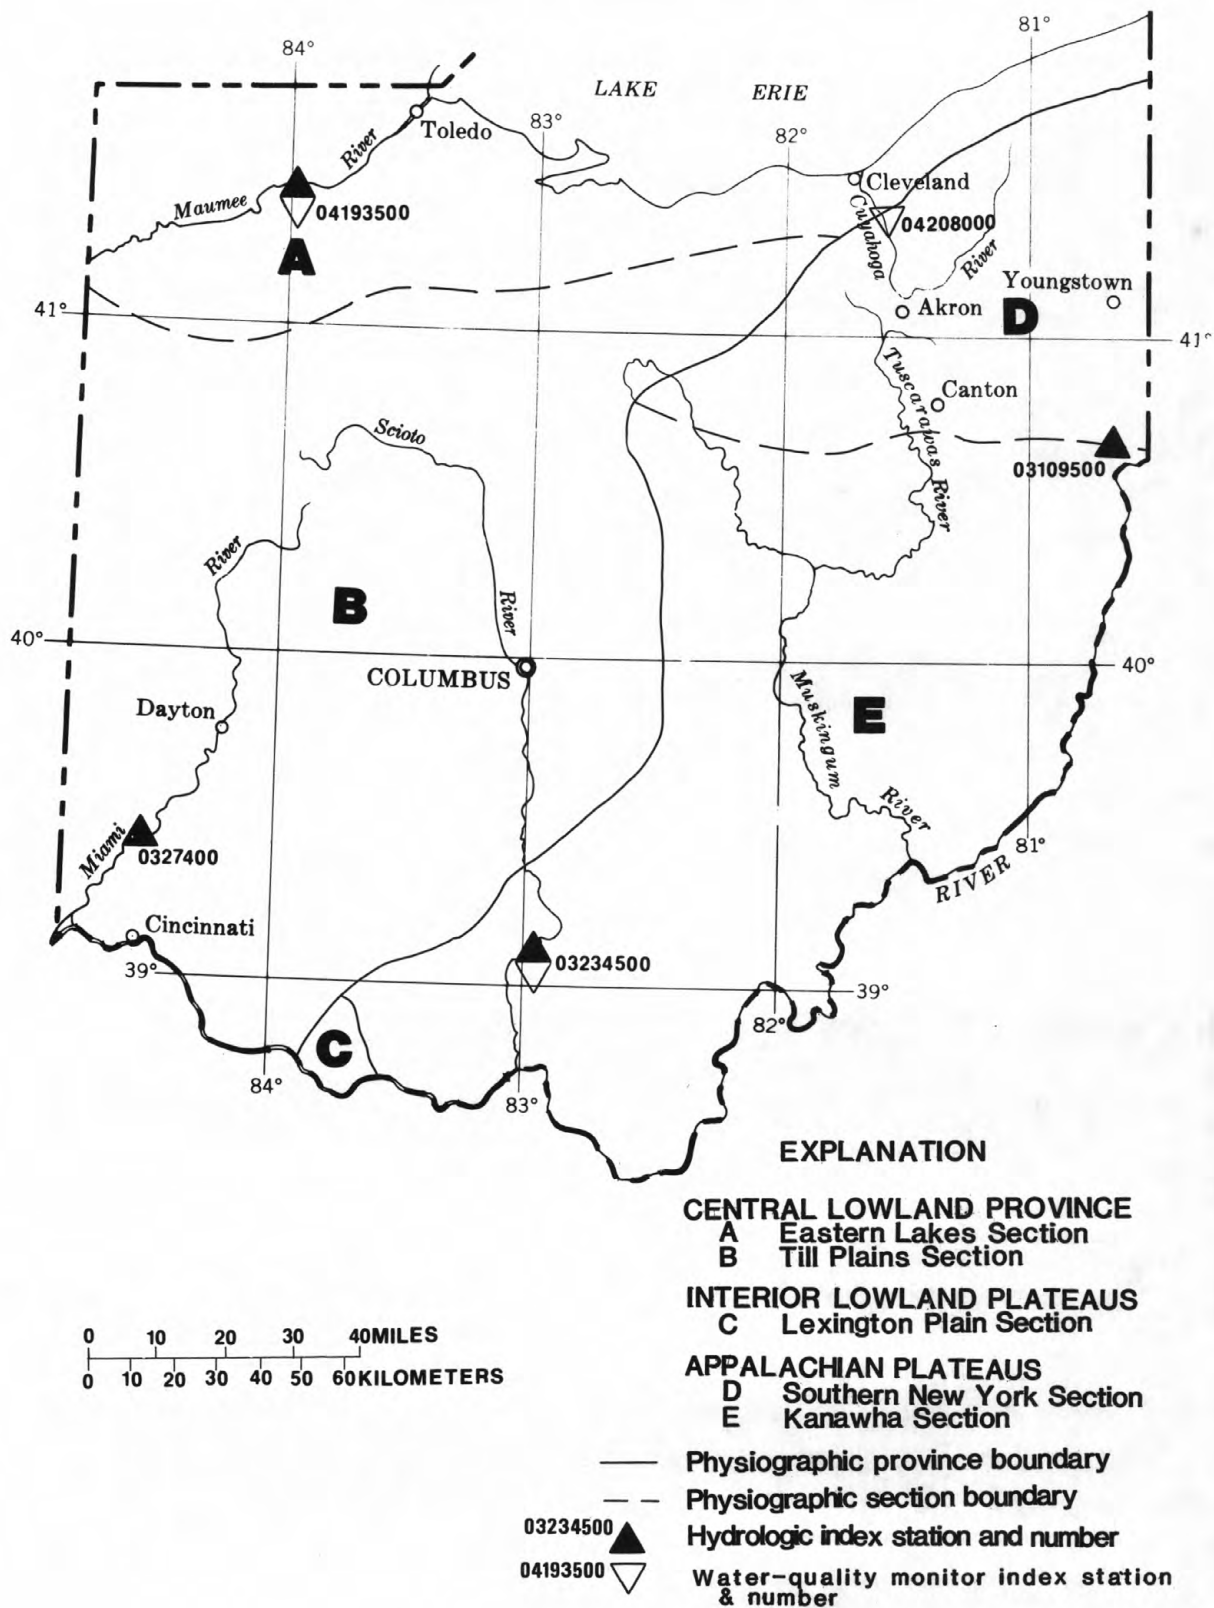 84°
81°
LAKE ERIE
83°
82°
Toledo
River
Maumee
04193500
A
Cleveland
Cuyahoga
04208000
River
Youngstown
Akron
D
41°
41°
Tuscarawas River
Canton
Scioto
03109500
River
B
River
40°
COLUMBUS
40°
Muskingum
E
Dayton
River
Miami
0327400
81°
RIVER
Cincinnati
39°
03234500
39°
82°
C
84°
83°
EXPLANATION
CENTRAL LOWLAND PROVINCE
A Eastern Lakes Section
B Till Plains Section
INTERIOR LOWLAND PLATEAUS
C Lexington Plain Section
APPALACHIAN PLATEAUS
D Southern New York Section
E Kanawha Section
0 10 20 30 40 MILES
0 10 20 30 40 50 60 KILOMETERS
Physiographic province boundary
Physiographic section boundary
03234500 Hydrologic index station and number
04193500 Water-quality monitor index station
& number